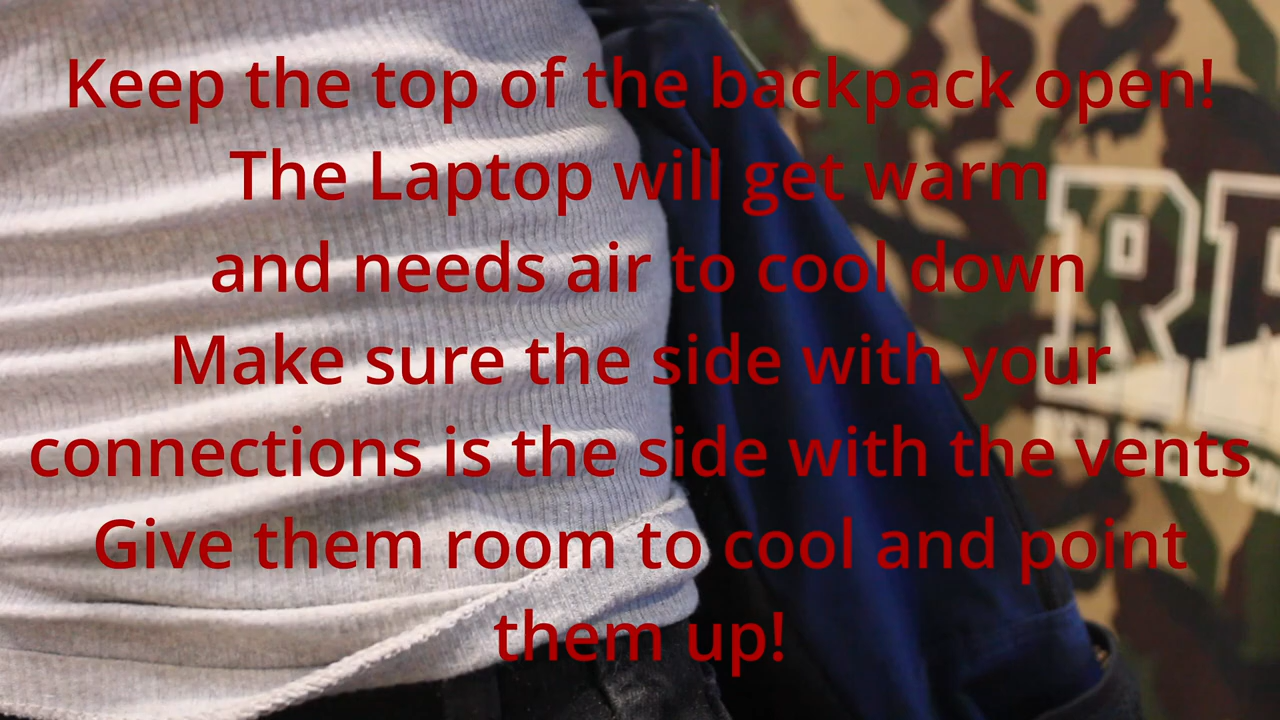 Keep the top of the backpack open!
The Laptop will get warm
and needs air to cool down
Make sure the side with your
connections is the side with the vents
Give them room to cool and point
them up!